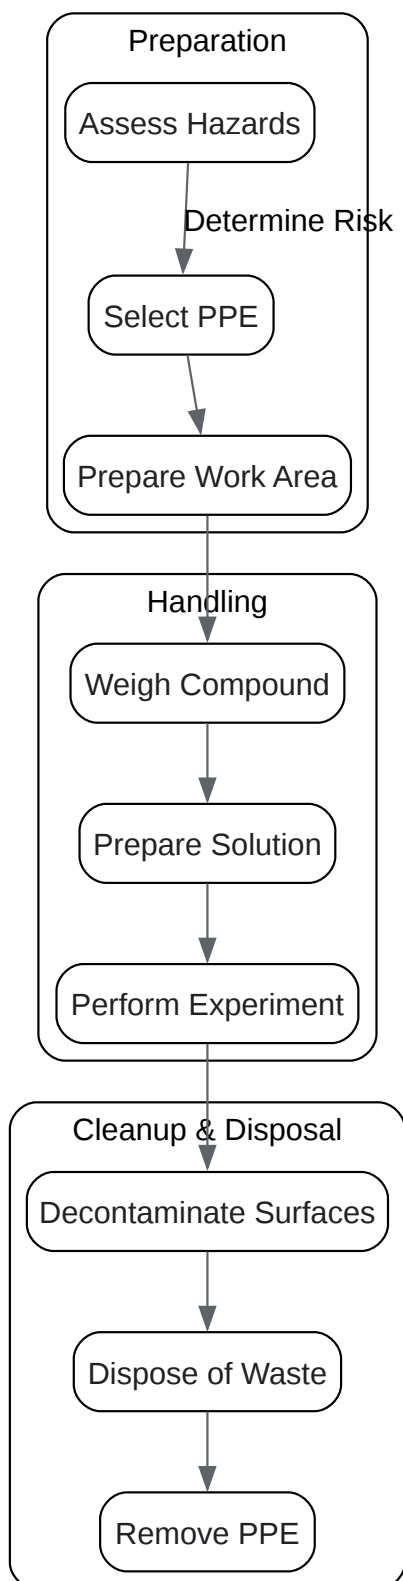 Preparation
Assess Hazards
Determine Risk
Select PPE
Prepare Work Area
Handling
Weigh Compound
Prepare Solution
Perform Experiment
Cleanup & Disposal
Decontaminate Surfaces
Dispose of Waste
Remove PPE